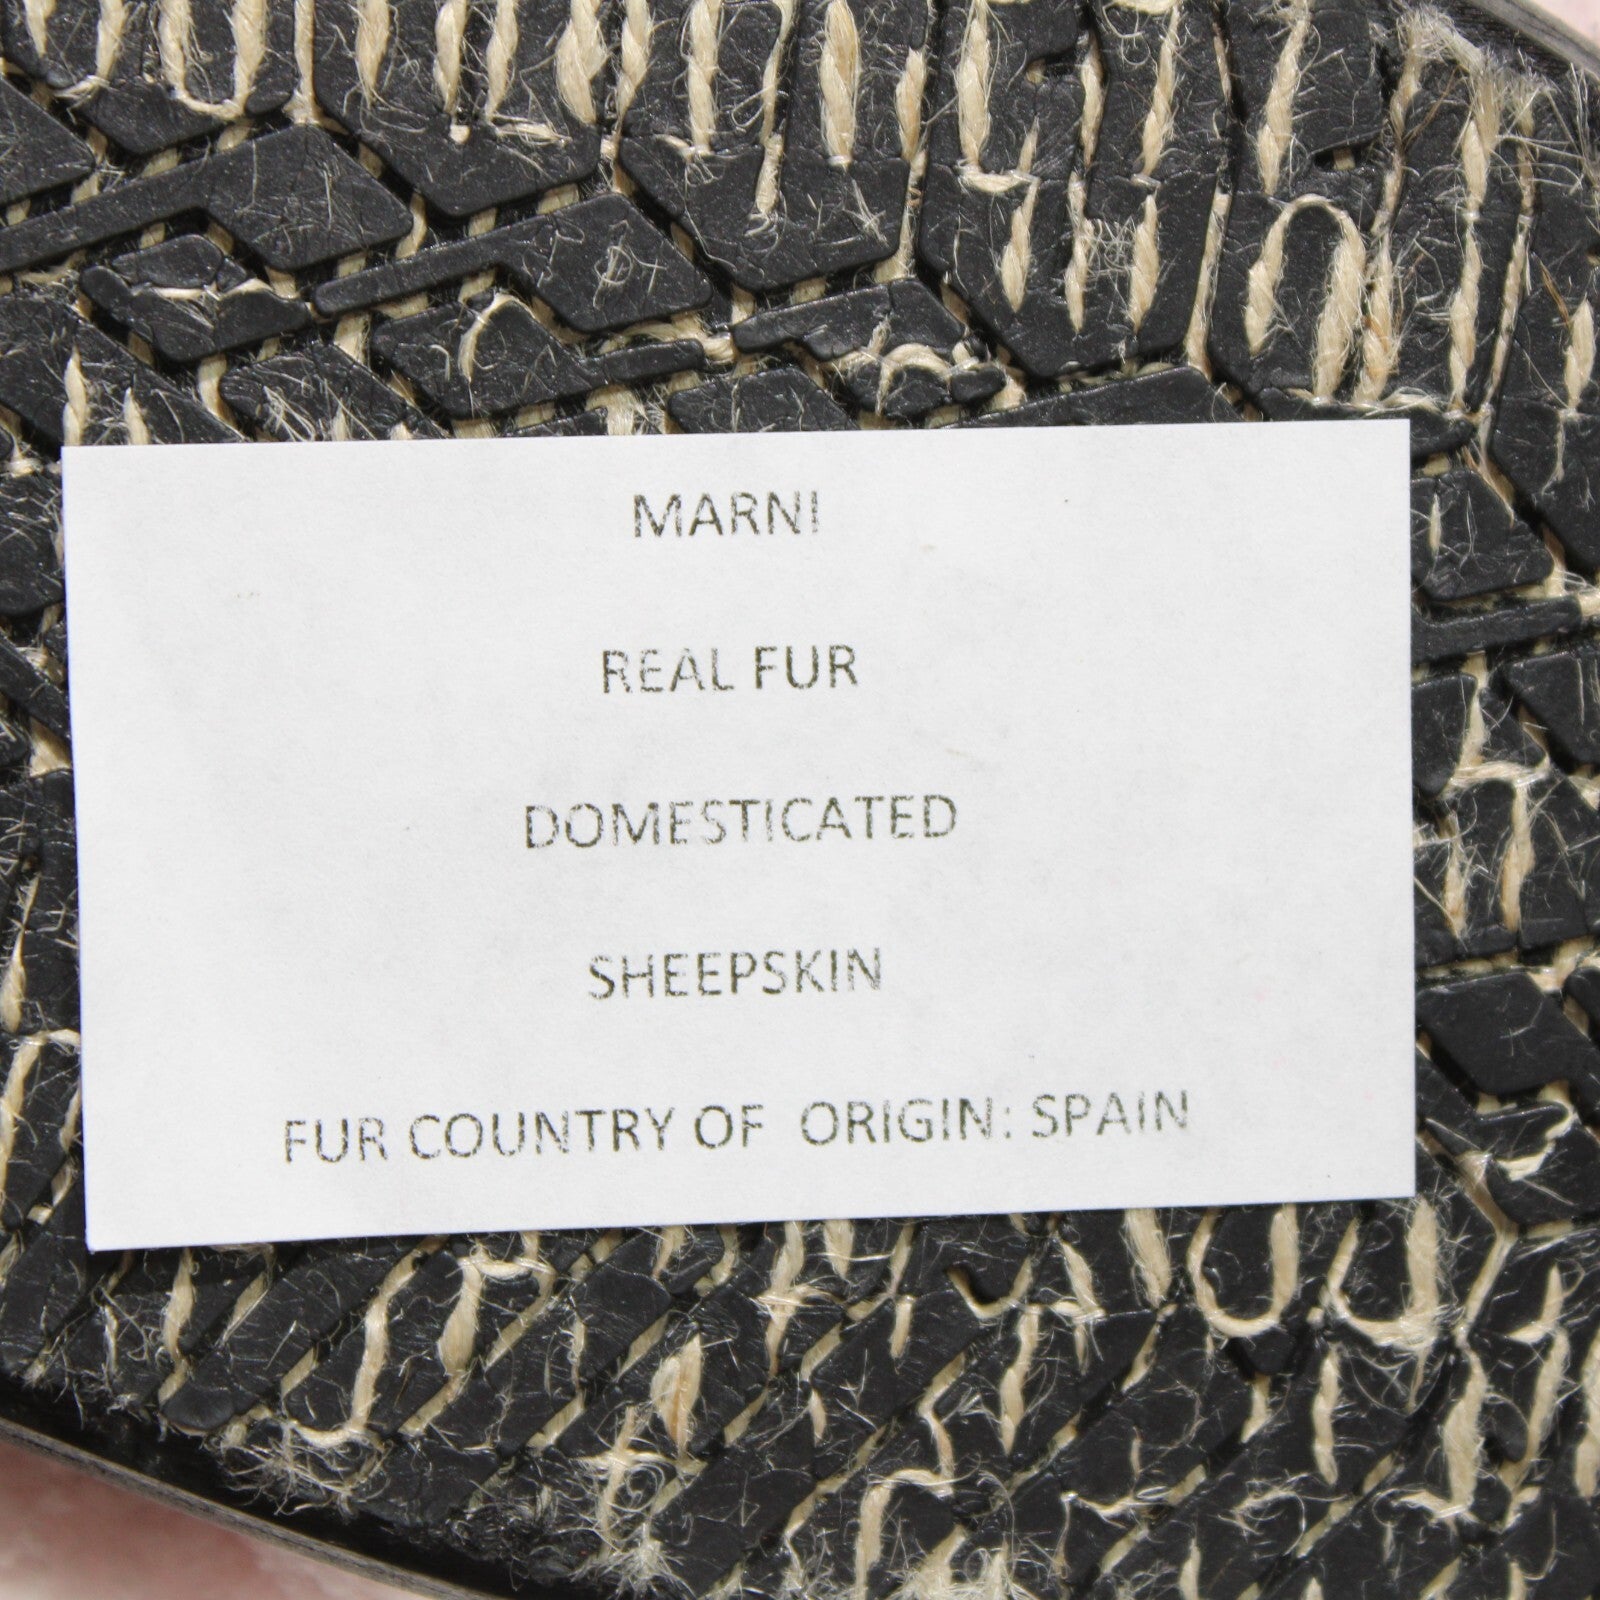 MARNI
REAL FUR
DOMESTICATED
SHEEPSKIN
FUR COUNTRY OF ORIGIN: SPAIN